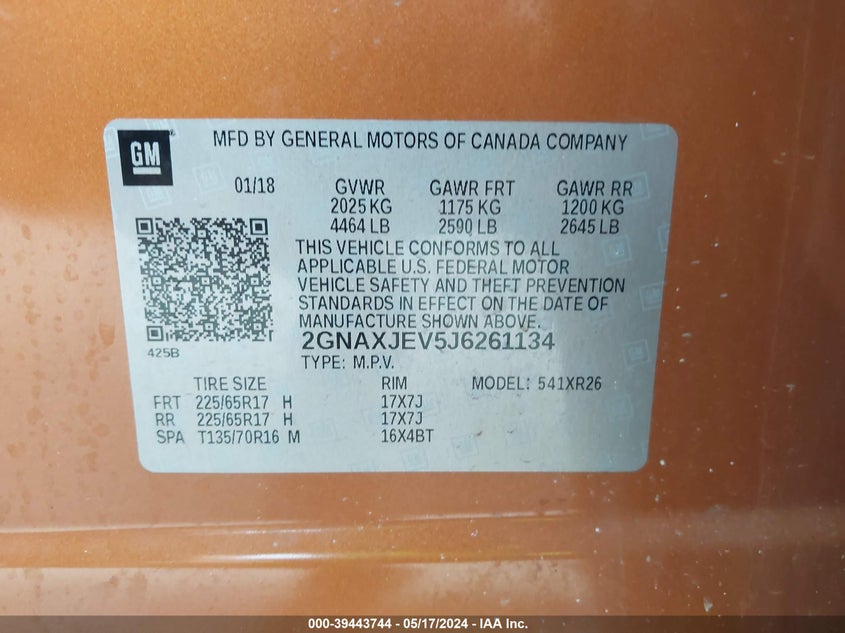 GM
MFD BY GENERAL MOTORS OF CANADA COMPANY
01/18 GVWR GAWR FRT GAWR RR
2025 KG 1175 KG 1200 KG
4464 LB 2590 LB 2645 LB
THIS VEHICLE CONFORMS TO ALL
APPLICABLE U.S. FEDERAL MOTOR
VEHICLE SAFETY AND THEFT PREVENTION
STANDARDS IN EFFECT ON THE DATE OF
MANUFACTURE SHOWN ABOVE.
2GNAXJEV5J6261134
425B
TYPE: M.P.V.
TIRE SIZE RIM MODEL: 541XR26
FRT 225/65R17 H 17X7J
RR 225/65R17 H 17X7J
SPA T135/70R16 M 16X4BT
000-39443744 - 05/17/2024 - IAA Inc.